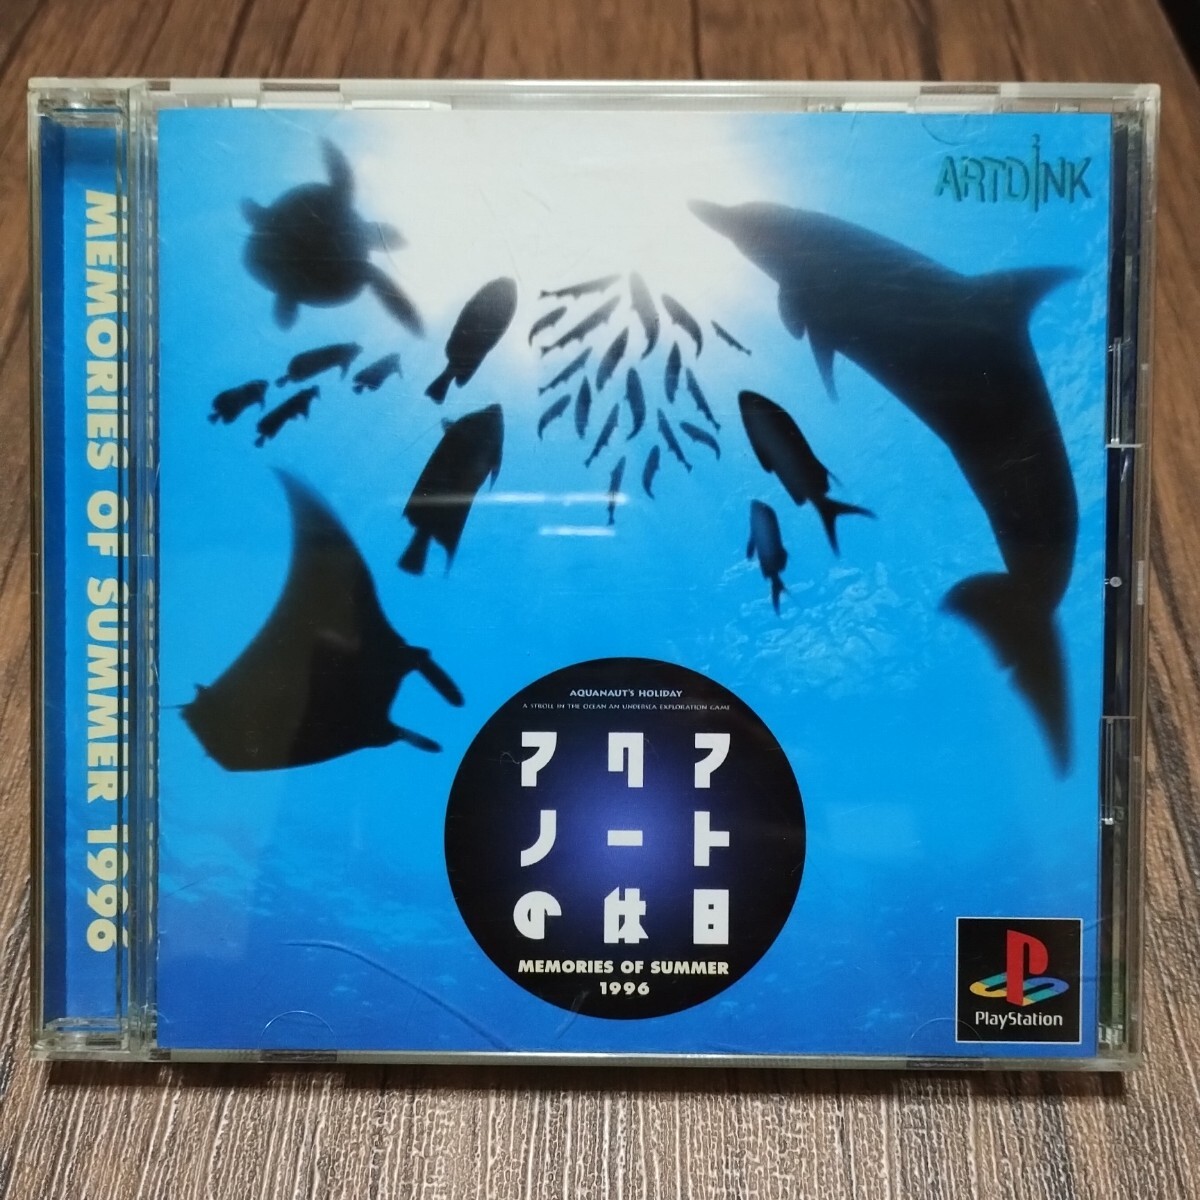 MEMORIES OF SUMMER 1996
ARTDINK
AQUANAUT'S HOLIDAY
A STROLL IN THE OCEAN AN UNDERSEA EXPLORATION GAME
アクア
ノート
の休日
MEMORIES OF SUMMER
1996
PlayStation